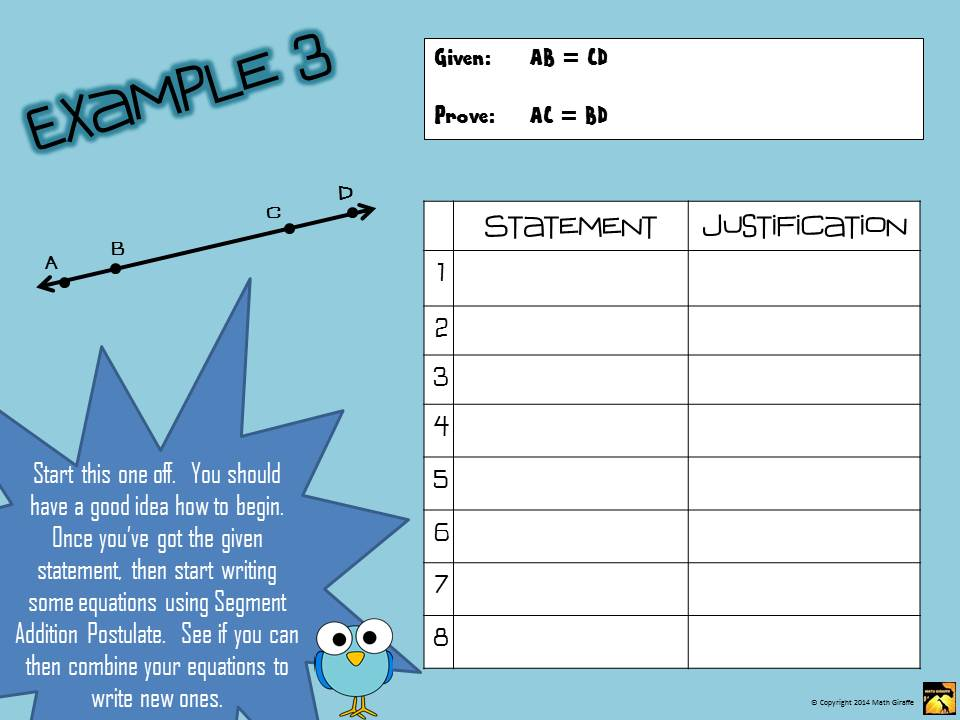 EXAMPLE 3
Given: AB = CD
Prove: AC = BD
A
B
C
D
STATEMENT JUSTIFICATION
1
2
3
4
5
6
7
8
Start this one off. You should
have a good idea how to begin.
Once you've got the given
statement, then start writing
some equations using Segment
Addition Postulate. See if you can
then combine your equations to
write new ones.
© Copyright 2014 Math Giraffe
MATH GIRAFFE